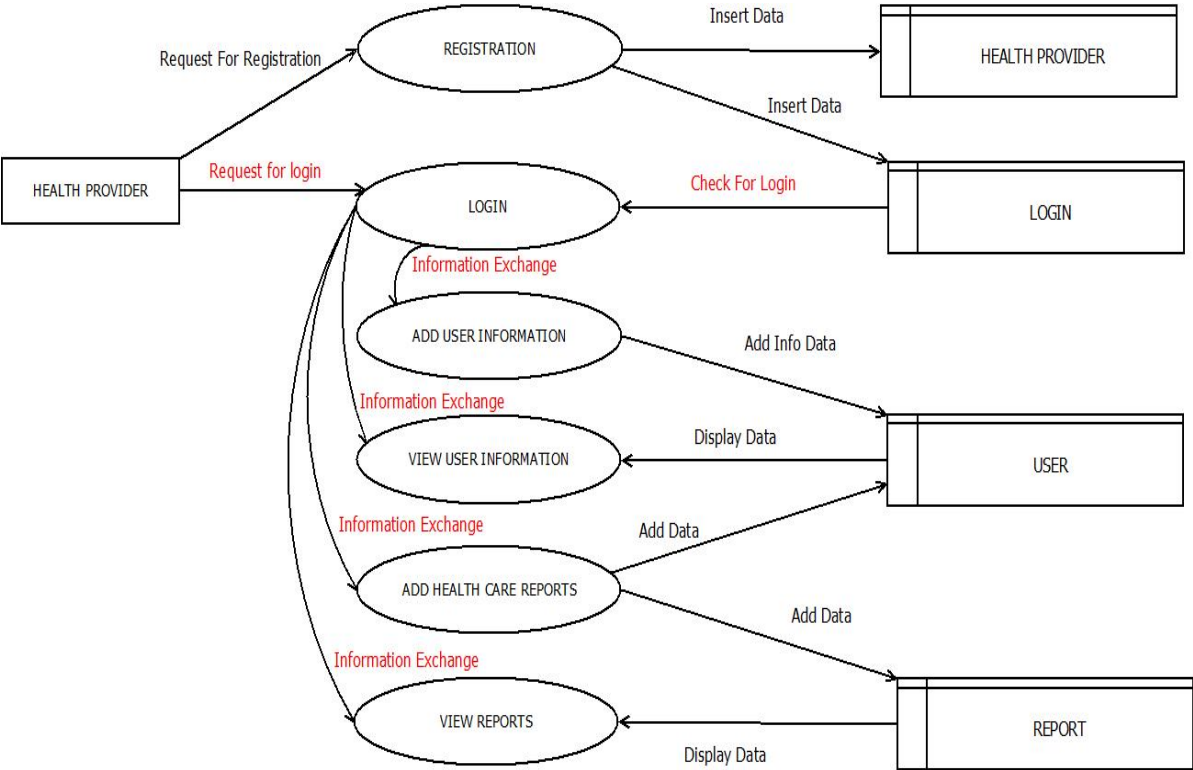 Insert Data
REGISTRATION
HEALTH PROVIDER
Request For Registration
Insert Data
Request for login
Check For Login
HEALTH PROVIDER
LOGIN
LOGIN
Information Exchange
ADD USER INFORMATION
Add Info Data
Information Exchange
Display Data
VIEW USER INFORMATION
USER
Information Exchange
Add Data
ADD HEALTH CARE REPORTS
Add Data
Information Exchange
VIEW REPORTS
REPORT
Display Data